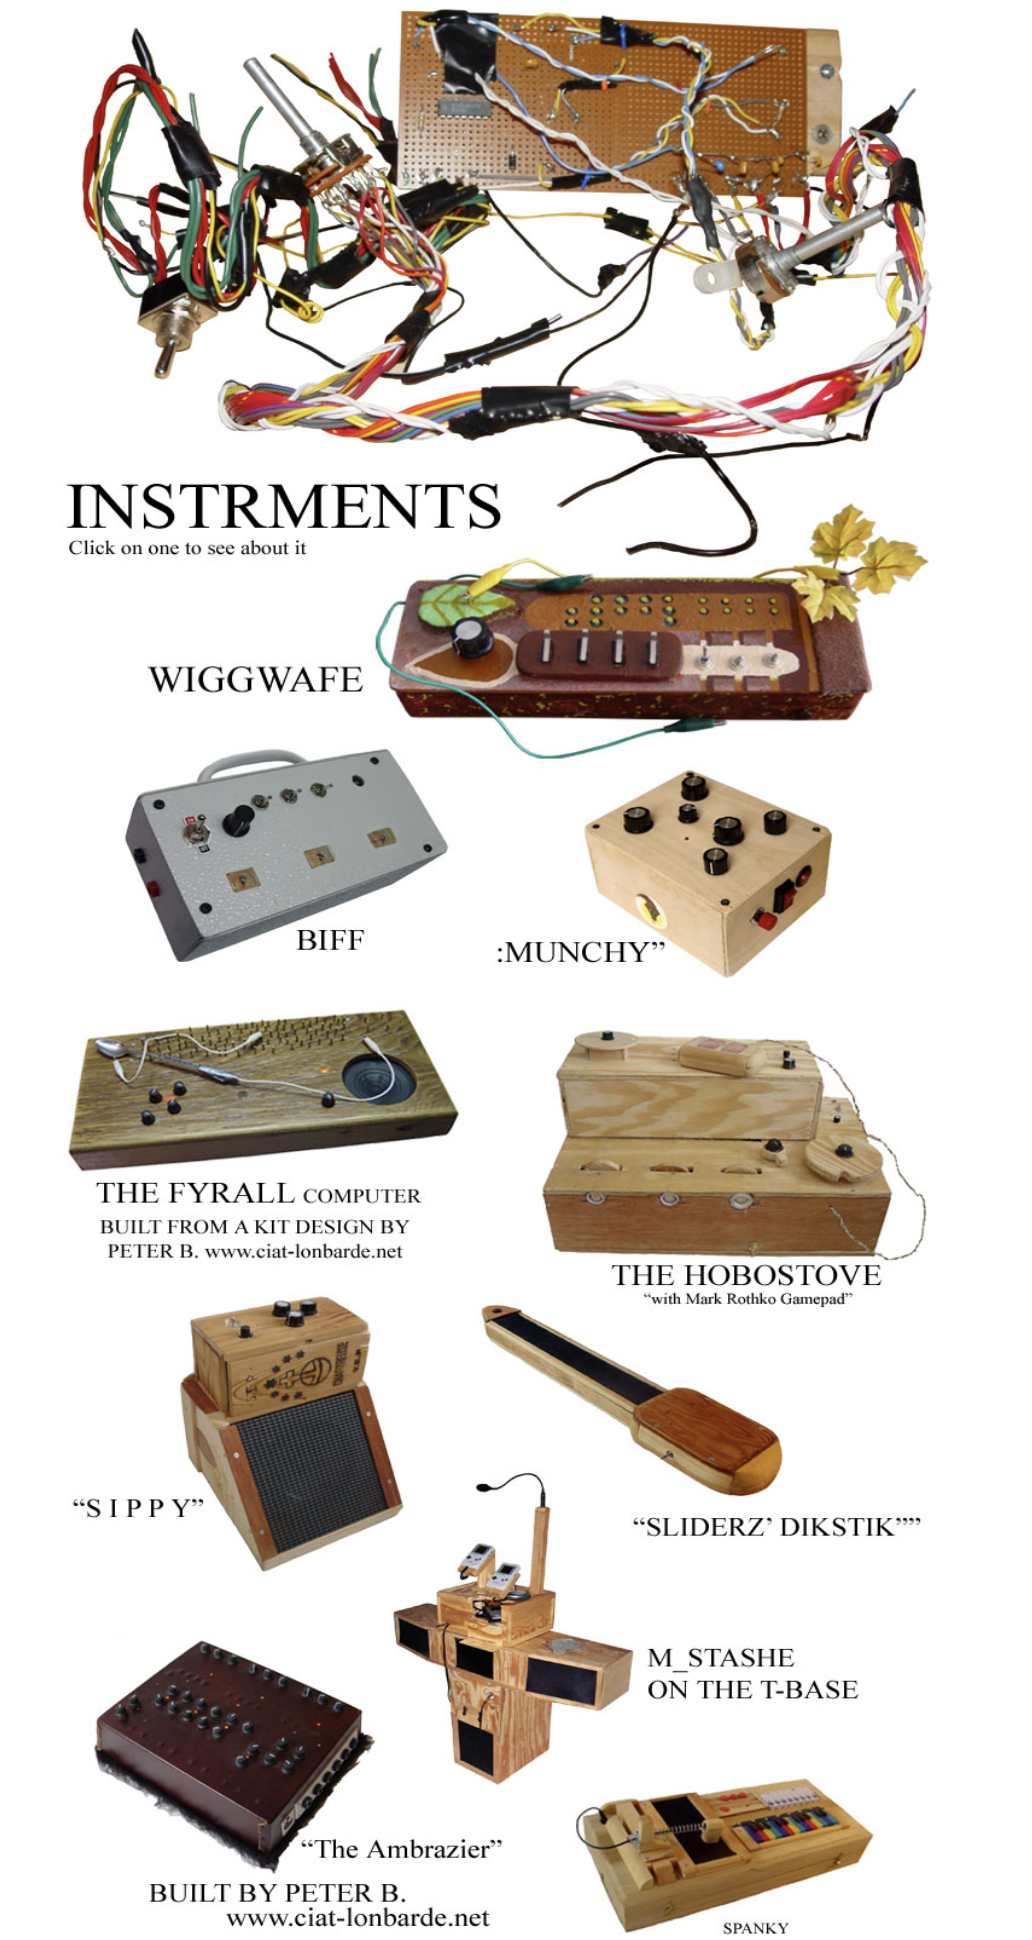 INSTRMENTS
Click on one to see about it
WIGGWAFE
BIFF
:MUNCHY”
THE FYRALL COMPUTER
BUILT FROM A KIT DESIGN BY
PETER B. www.ciat-lonbarde.net
THE HOBOSTOVE
“with Mark Rothko Gamepad”
“S I P P Y”
“SLIDERZ’ DIKSTIK””
M_STASHE
ON THE T-BASE
“The Ambrazier”
BUILT BY PETER B.
www.ciat-lonbarde.net
SPANKY